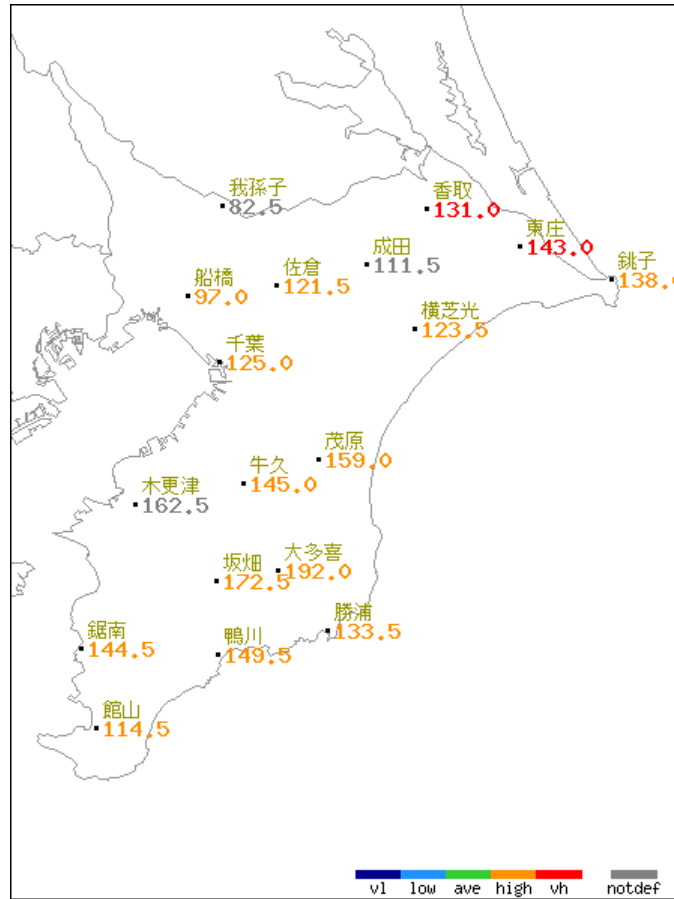 我孫子
82.5
香取
131.0
東庄
143.0
成田
111.5
銚子
138.
船橋
97.0
佐倉
121.5
横芝光
123.5
千葉
125.0
茂原
159.0
牛久
145.0
木更津
162.5
大多喜
192.0
坂畑
172.5
勝浦
133.5
鋸南
144.5
鴨川
149.5
館山
114.5
vl low ave high vh notdef